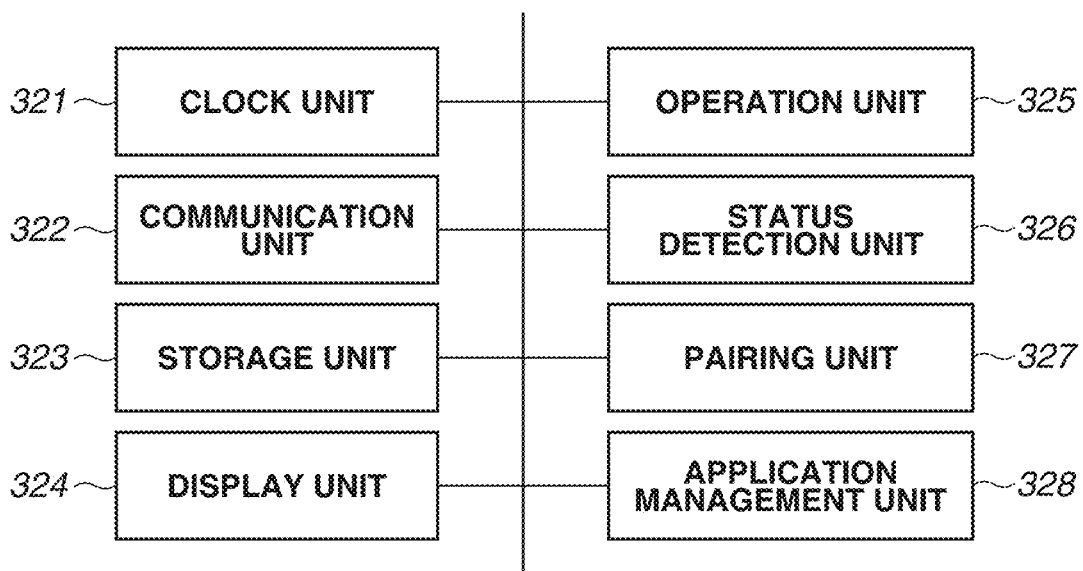 321 CLOCK UNIT OPERATION UNIT 325
322 COMMUNICATION UNIT STATUS DETECTION UNIT 326
323 STORAGE UNIT PAIRING UNIT 327
324 DISPLAY UNIT APPLICATION MANAGEMENT UNIT 328